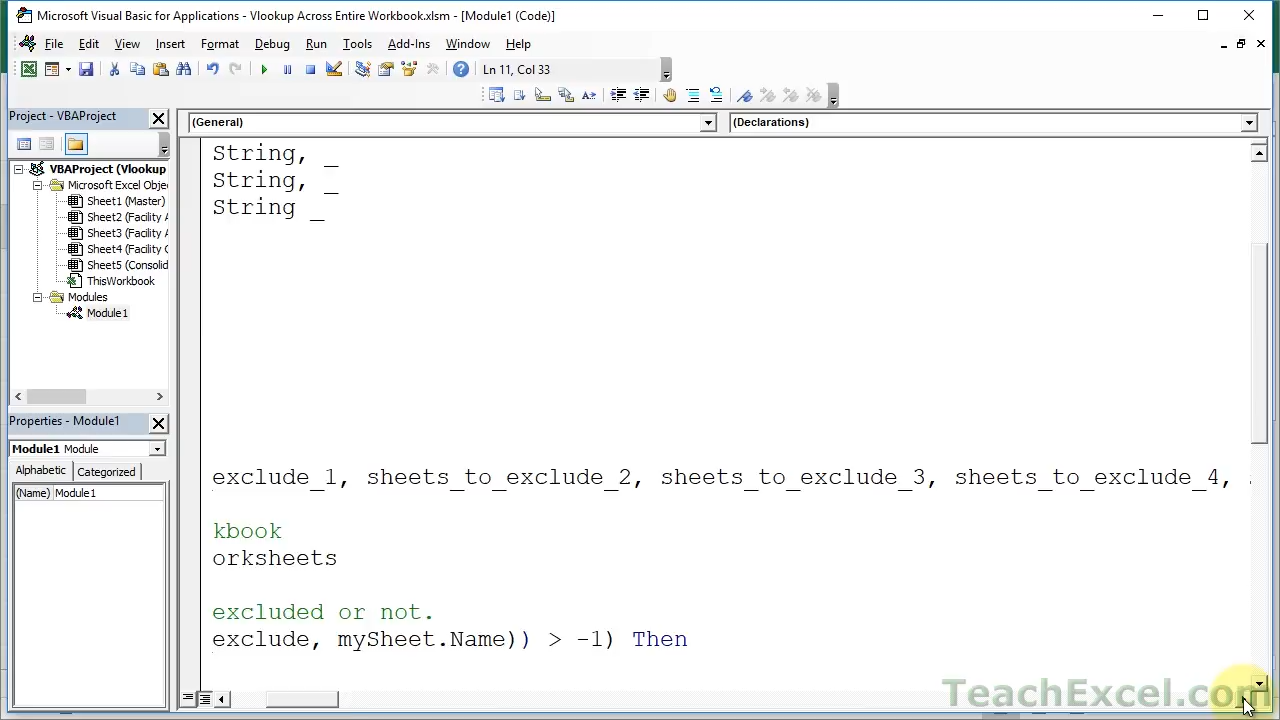 Microsoft Visual Basic for Applications - Vlookup Across Entire Workbook.xlsm - [Module1 (Code)]
File Edit View Insert Format Debug Run Tools Add-Ins Window Help
Ln 11, Col 33
Project - VBAProject
(General)
(Declarations)
VBAProject (Vlookup
Microsoft Excel Obje
Sheet1 (Master)
Sheet2 (Facility A
Sheet3 (Facility A
Sheet4 (Facility C
Sheet5 (Consolid
ThisWorkbook
Modules
Module1
Properties - Module1
Module1 Module
Alphabetic Categorized
(Name) Module1
String, _
String, _
String _
exclude_1, sheets_to_exclude_2, sheets_to_exclude_3, sheets_to_exclude_4,
kbook
orksheets
excluded or not.
exclude, mySheet.Name)) > -1) Then
TeachExcel.com